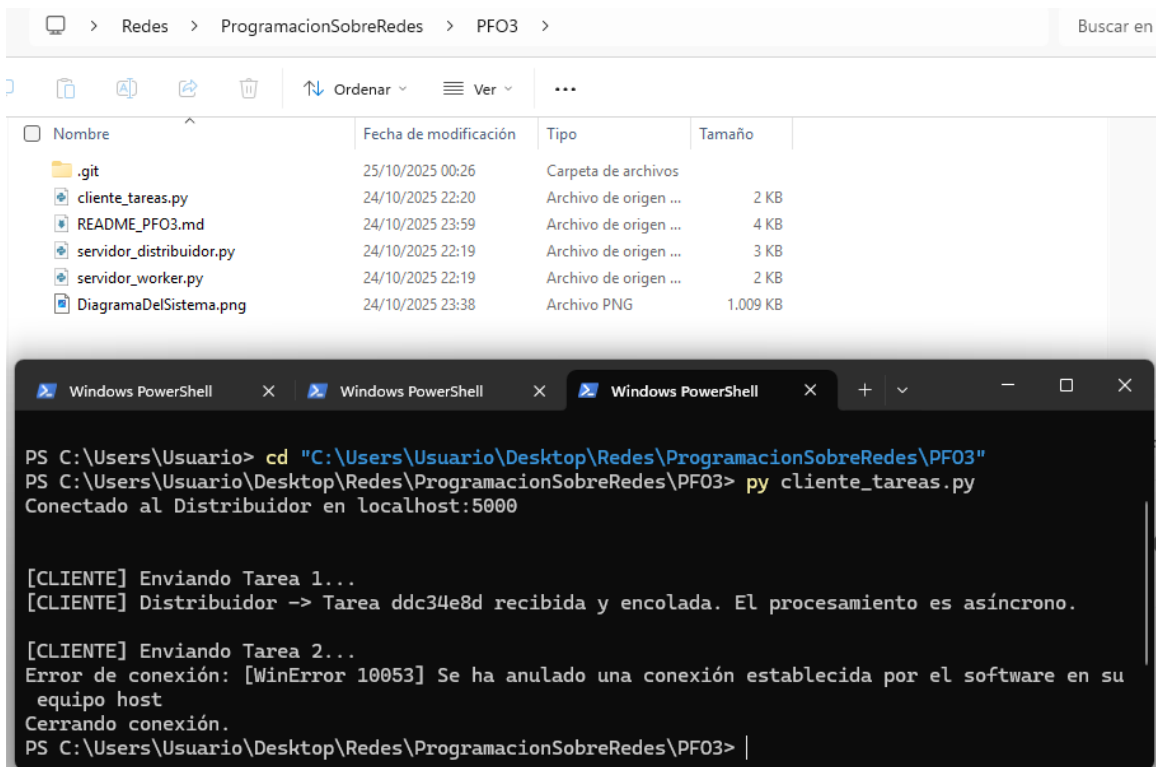 > Redes > ProgramacionSobreRedes > PFO3 > Buscar en
Ordenar Ver ...
Nombre Fecha de modificación Tipo Tamaño
.git 25/10/2025 00:26 Carpeta de archivos
cliente_tareas.py 24/10/2025 22:20 Archivo de origen ... 2 KB
README_PFO3.md 24/10/2025 23:59 Archivo de origen ... 4 KB
servidor_distribuidor.py 24/10/2025 22:19 Archivo de origen ... 3 KB
servidor_worker.py 24/10/2025 22:19 Archivo de origen ... 2 KB
DiagramaDelSistema.png 24/10/2025 23:38 Archivo PNG 1.009 KB
Windows PowerShell Windows PowerShell Windows PowerShell
PS C:\Users\Usuario> cd "C:\Users\Usuario\Desktop\Redes\ProgramacionSobreRedes\PFO3"
PS C:\Users\Usuario\Desktop\Redes\ProgramacionSobreRedes\PFO3> py cliente_tareas.py
Conectado al Distribuidor en localhost:5000
[CLIENTE] Enviando Tarea 1...
[CLIENTE] Distribuidor -> Tarea ddc34e8d recibida y encolada. El procesamiento es asíncrono.
[CLIENTE] Enviando Tarea 2...
Error de conexión: [WinError 10053] Se ha anulado una conexión establecida por el software en su
equipo host
Cerrando conexión.
PS C:\Users\Usuario\Desktop\Redes\ProgramacionSobreRedes\PFO3>